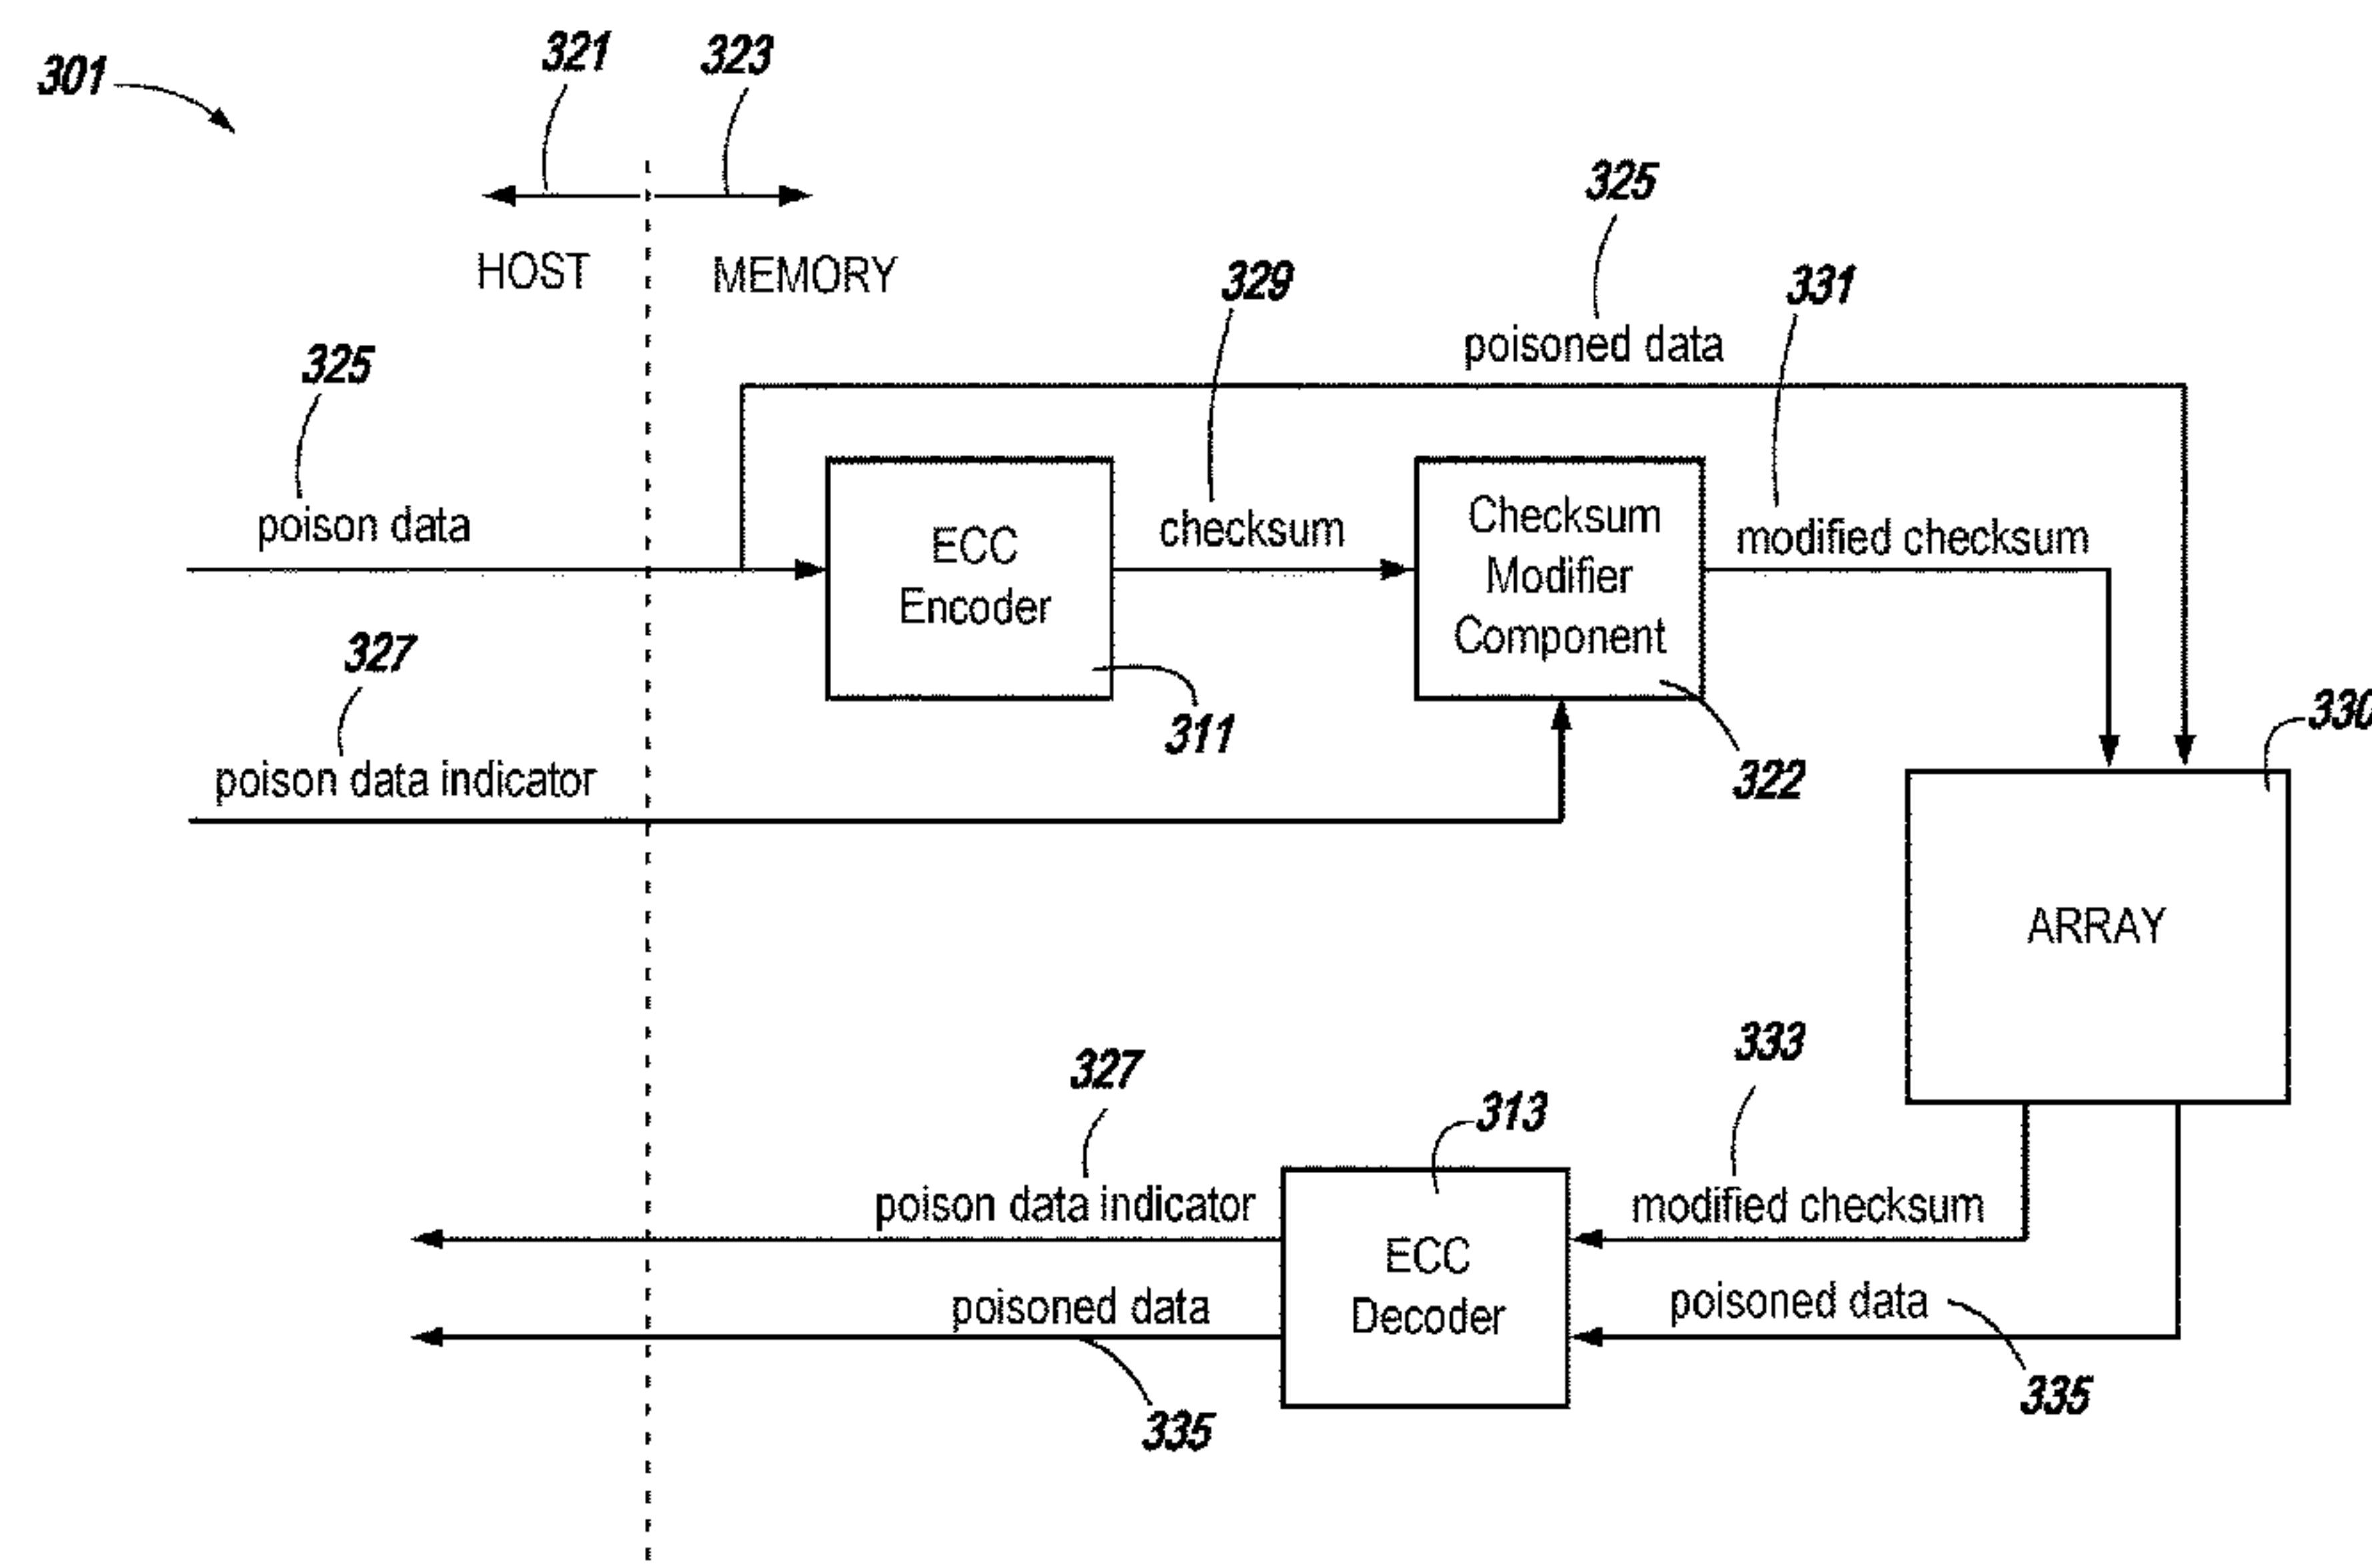 301
321
323
HOST
MEMORY
325
poisoned data
329
331
325
poison data
ECC
Encoder
311
checksum
Checksum
Modifier
Component
322
modified checksum
327
poison data indicator
330
ARRAY
327
poison data indicator
313
ECC
Decoder
333
modified checksum
poisoned data
335
poisoned data
335